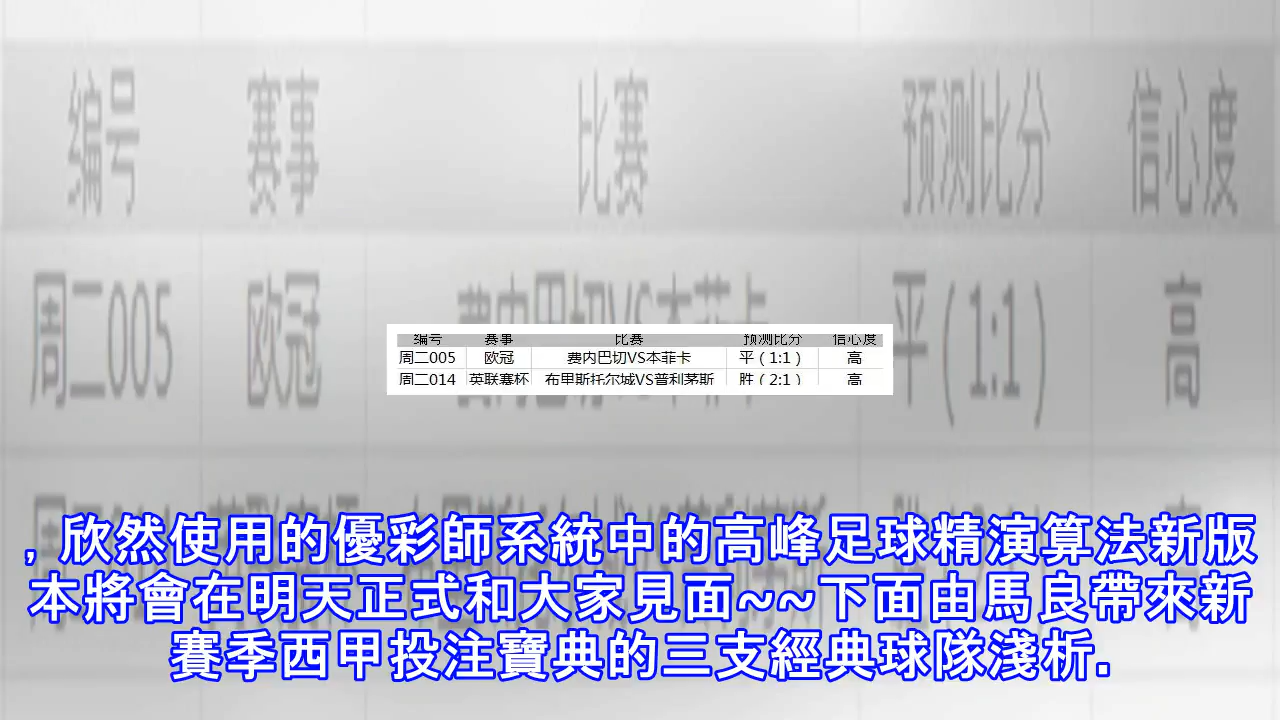 编号 赛事 比赛 预测比分 信心度
周二005 欧冠
平(1:1) 高
编号 赛事 比赛 预测比分 信心度
周二005 欧冠 费内巴切VS本菲卡 平(1:1) 高
周二014 英联赛杯 布里斯托尔城VS普利茅斯 胜(2:1) 高
, 欣然使用的優彩師系統中的高峰足球精演算法新版
本將會在明天正式和大家見面~~下面由馬良帶來新
賽季西甲投注寶典的三支經典球隊淺析.